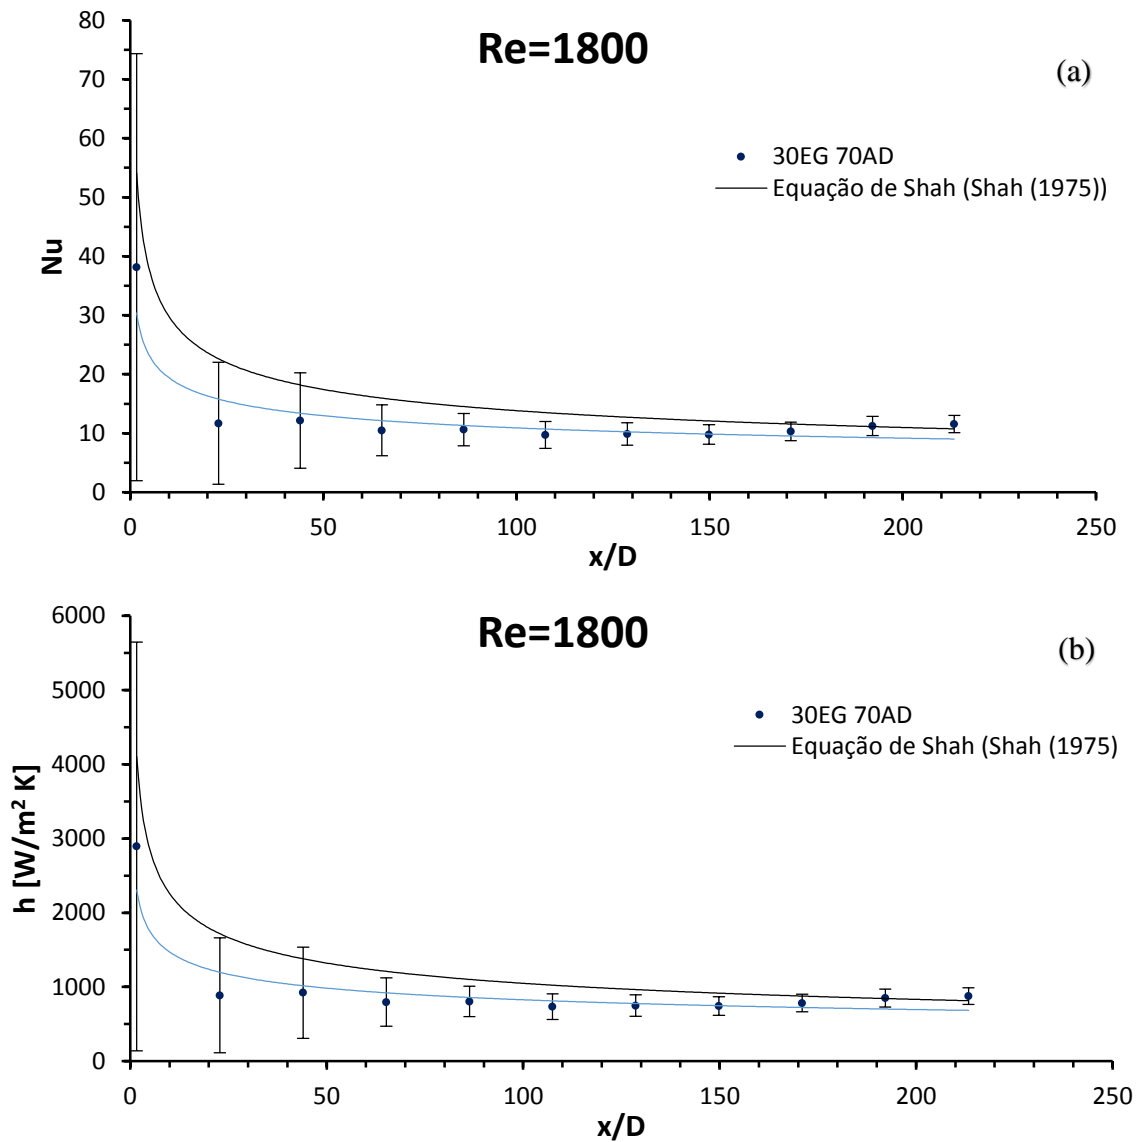 Re=1800
(a)
80
70
60
50
40
30
20
10
0
Nu
30EG 70AD
Equação de Shah (Shah (1975))
0 50 100 150 200 250
x/D
Re=1800
(b)
6000
5000
4000
3000
2000
1000
0
h [W/m² K]
30EG 70AD
Equação de Shah (Shah (1975)
0 50 100 150 200 250
x/D